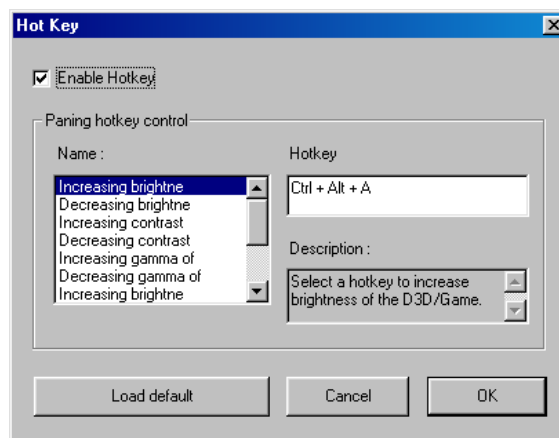 Hot Key
Enable Hotkey
Paning hotkey control
Name :
Increasing brightne
Decreasing brightne
Increasing contrast
Decreasing contrast
Increasing gamma of
Decreasing gamma of
Increasing brightne
Hotkey
Ctrl + Alt + A
Description :
Select a hotkey to increase
brightness of the D3D/Game.
Load default
Cancel
OK